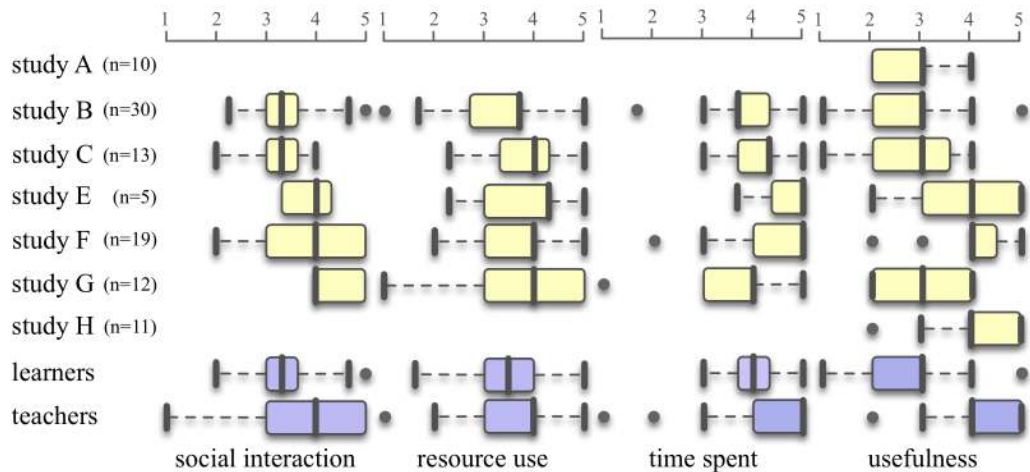 1 2 3 4 5 1 2 3 4 5 1 2 3 4 5 1 2 3 4 5
study A (n=10)
study B (n=30)
study C (n=13)
study E (n=5)
study F (n=19)
study G (n=12)
study H (n=11)
learners
teachers
social interaction resource use time spent usefulness